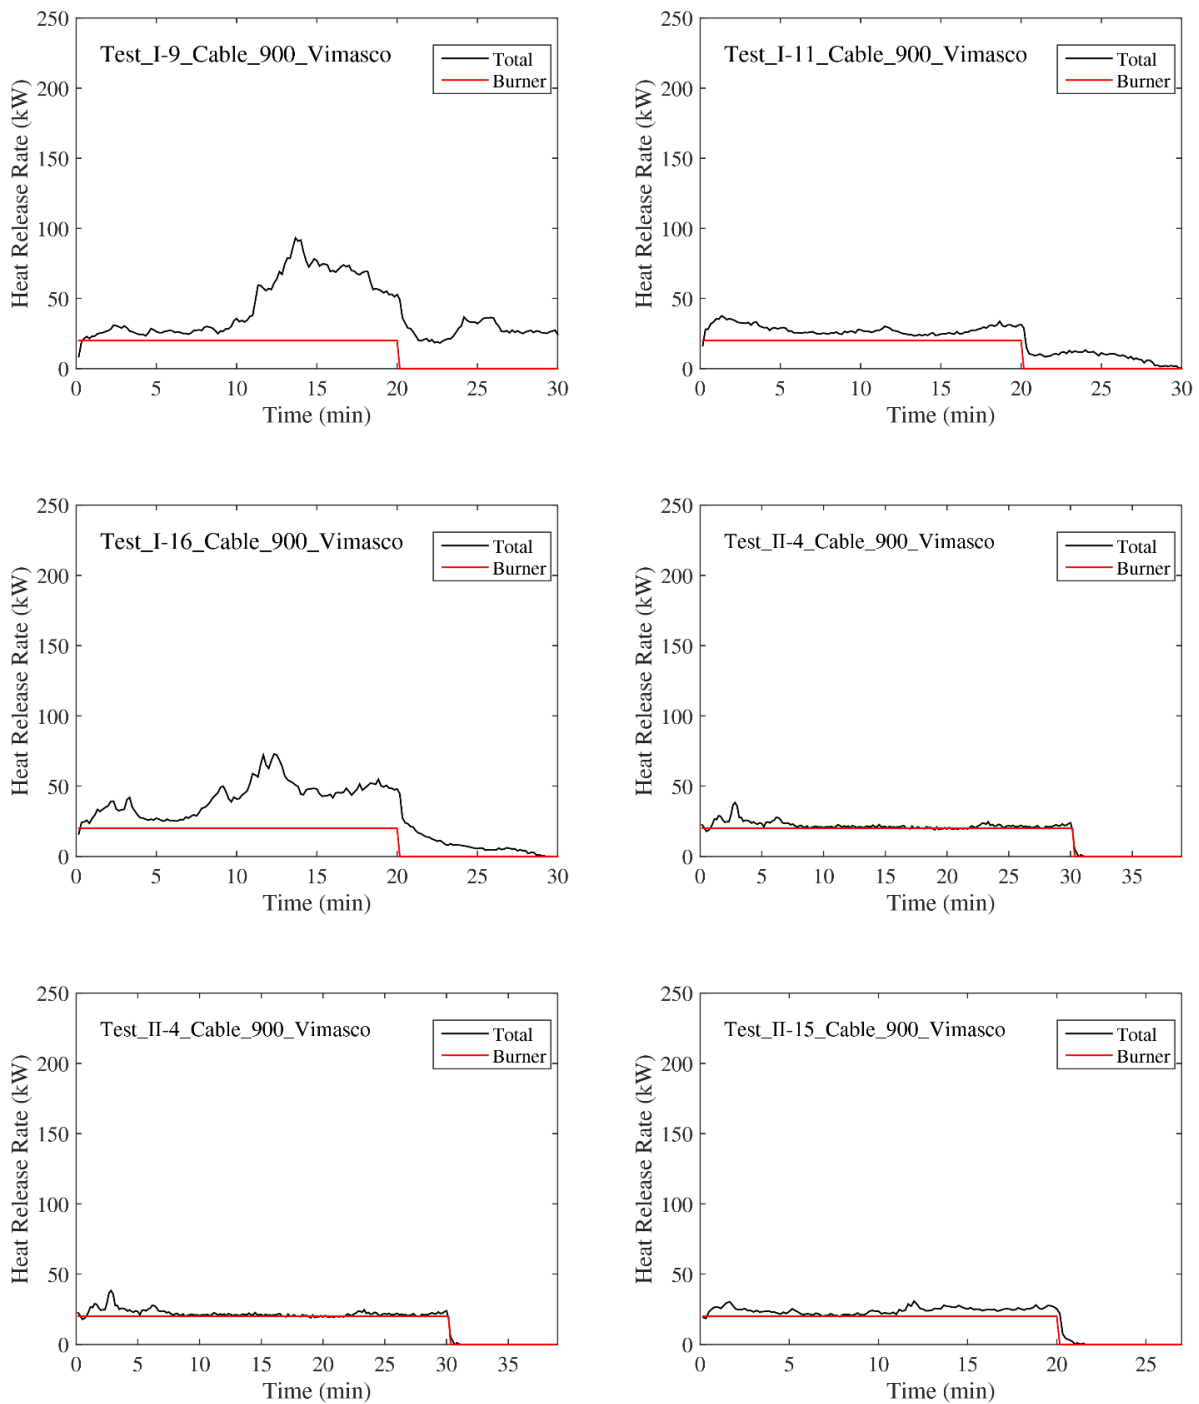 Test_I-9_Cable_900_Vimasco
Total
Burner
Heat Release Rate (kW)
250
200
150
100
50
0
0 5 10 15 20 25 30
Time (min)
Test_I-11_Cable_900_Vimasco
Total
Burner
Heat Release Rate (kW)
250
200
150
100
50
0
0 5 10 15 20 25 30
Time (min)
Test_I-16_Cable_900_Vimasco
Total
Burner
Heat Release Rate (kW)
250
200
150
100
50
0
0 5 10 15 20 25 30
Time (min)
Test_II-4_Cable_900_Vimasco
Total
Burner
Heat Release Rate (kW)
250
200
150
100
50
0
0 5 10 15 20 25 30 35
Time (min)
Test_II-4_Cable_900_Vimasco
Total
Burner
Heat Release Rate (kW)
250
200
150
100
50
0
0 5 10 15 20 25 30 35
Time (min)
Test_II-15_Cable_900_Vimasco
Total
Burner
Heat Release Rate (kW)
250
200
150
100
50
0
0 5 10 15 20 25
Time (min)